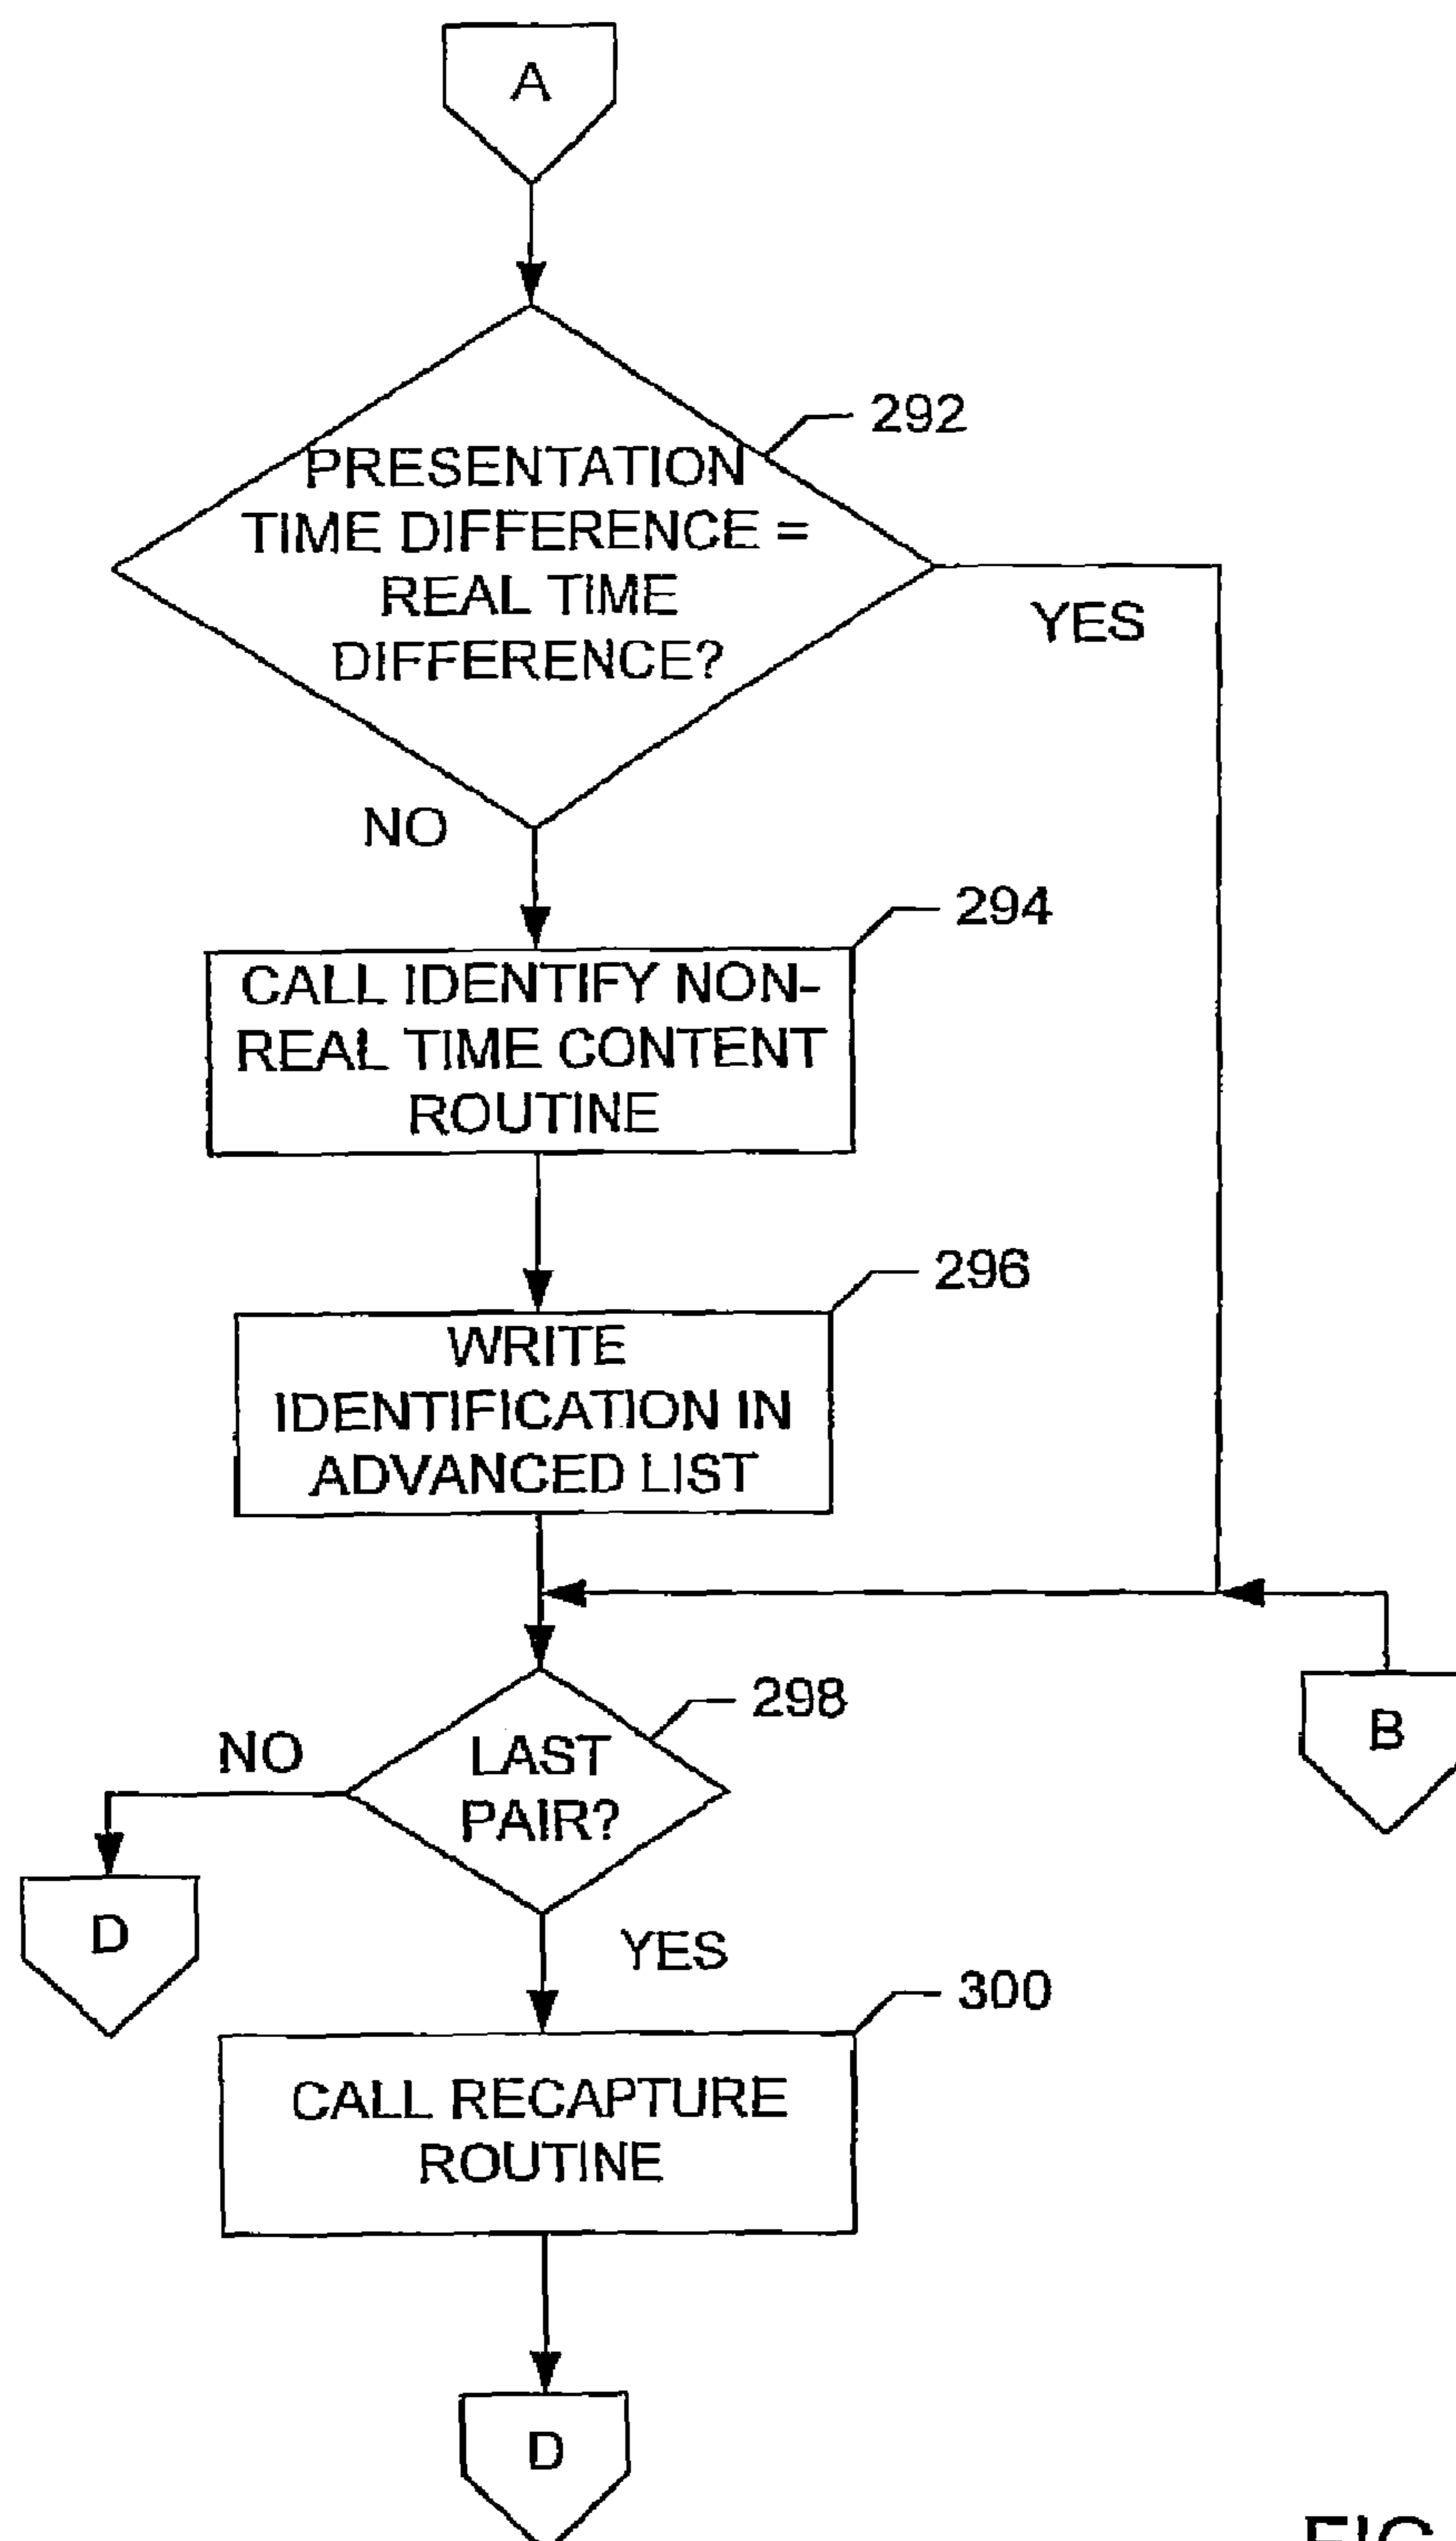 A
292
PRESENTATION
TIME DIFFERENCE =
REAL TIME
DIFFERENCE?
YES
NO
294
CALL IDENTIFY NON-
REAL TIME CONTENT
ROUTINE
296
WRITE
IDENTIFICATION IN
ADVANCED LIST
298
NO
LAST
PAIR?
B
D
YES
300
CALL RECAPTURE
ROUTINE
D
FIG